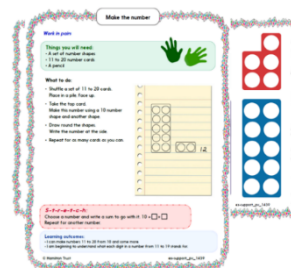 Make the number
Work in pairs
Things you will need:
• A set of number shapes
• 11 to 20 number cards
• A pencil
What to do:
• Shuffle a set of 11 to 20 cards.
Place in a pile, face up.
• Take the top card.
Make this number using a 10 number
shape and another shape.
• Draw round the shapes.
Write the number at the side.
• Repeat for as many cards as you can.
12
S-t-r-e-t-c-h:
Choose a number and write a sum to go with it. 10 + □ = □
Repeat for another number.
Learning outcomes:
• I can make numbers 11 to 20 from 10 and some more.
• I am beginning to understand what each digit in a number from 11 to 19 stands for.
© Hamilton Trust